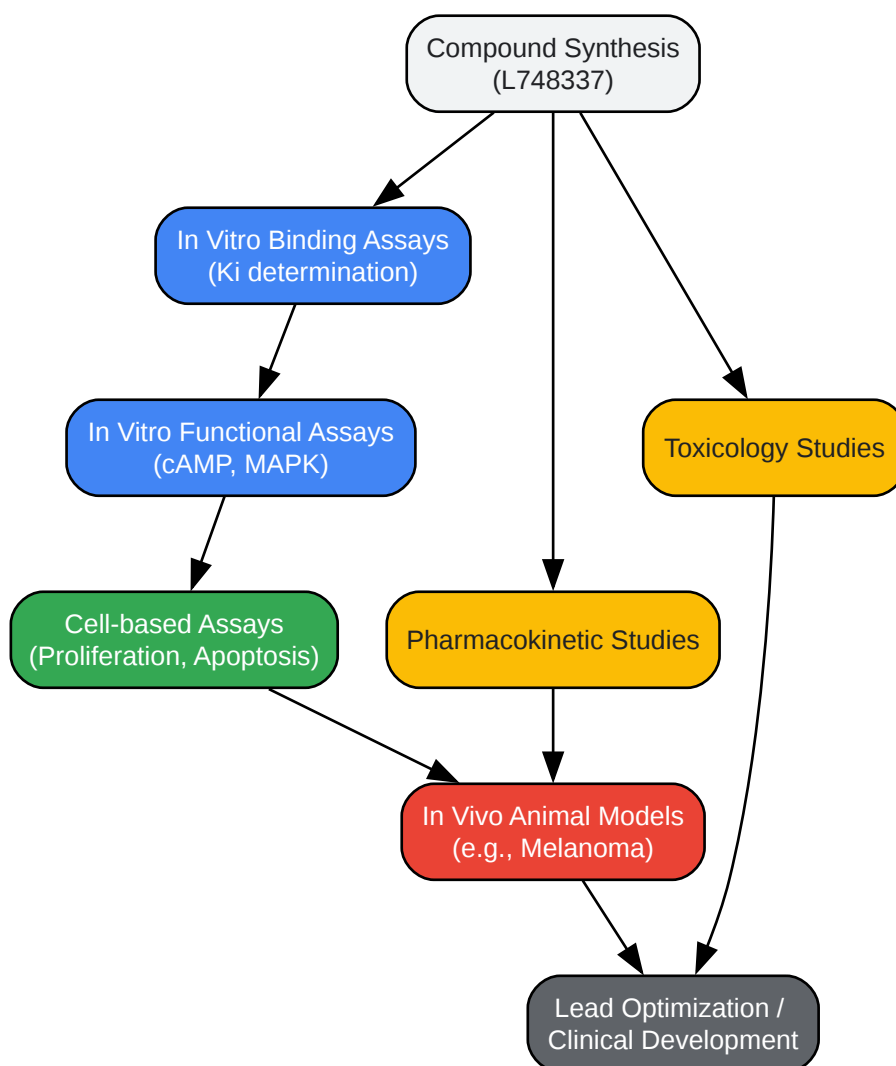 Compound Synthesis
(L748337)
In Vitro Binding Assays
(Ki determination)
In Vitro Functional Assays
(cAMP, MAPK)
Toxicology Studies
Cell-based Assays
(Proliferation, Apoptosis)
Pharmacokinetic Studies
In Vivo Animal Models
(e.g., Melanoma)
Lead Optimization /
Clinical Development